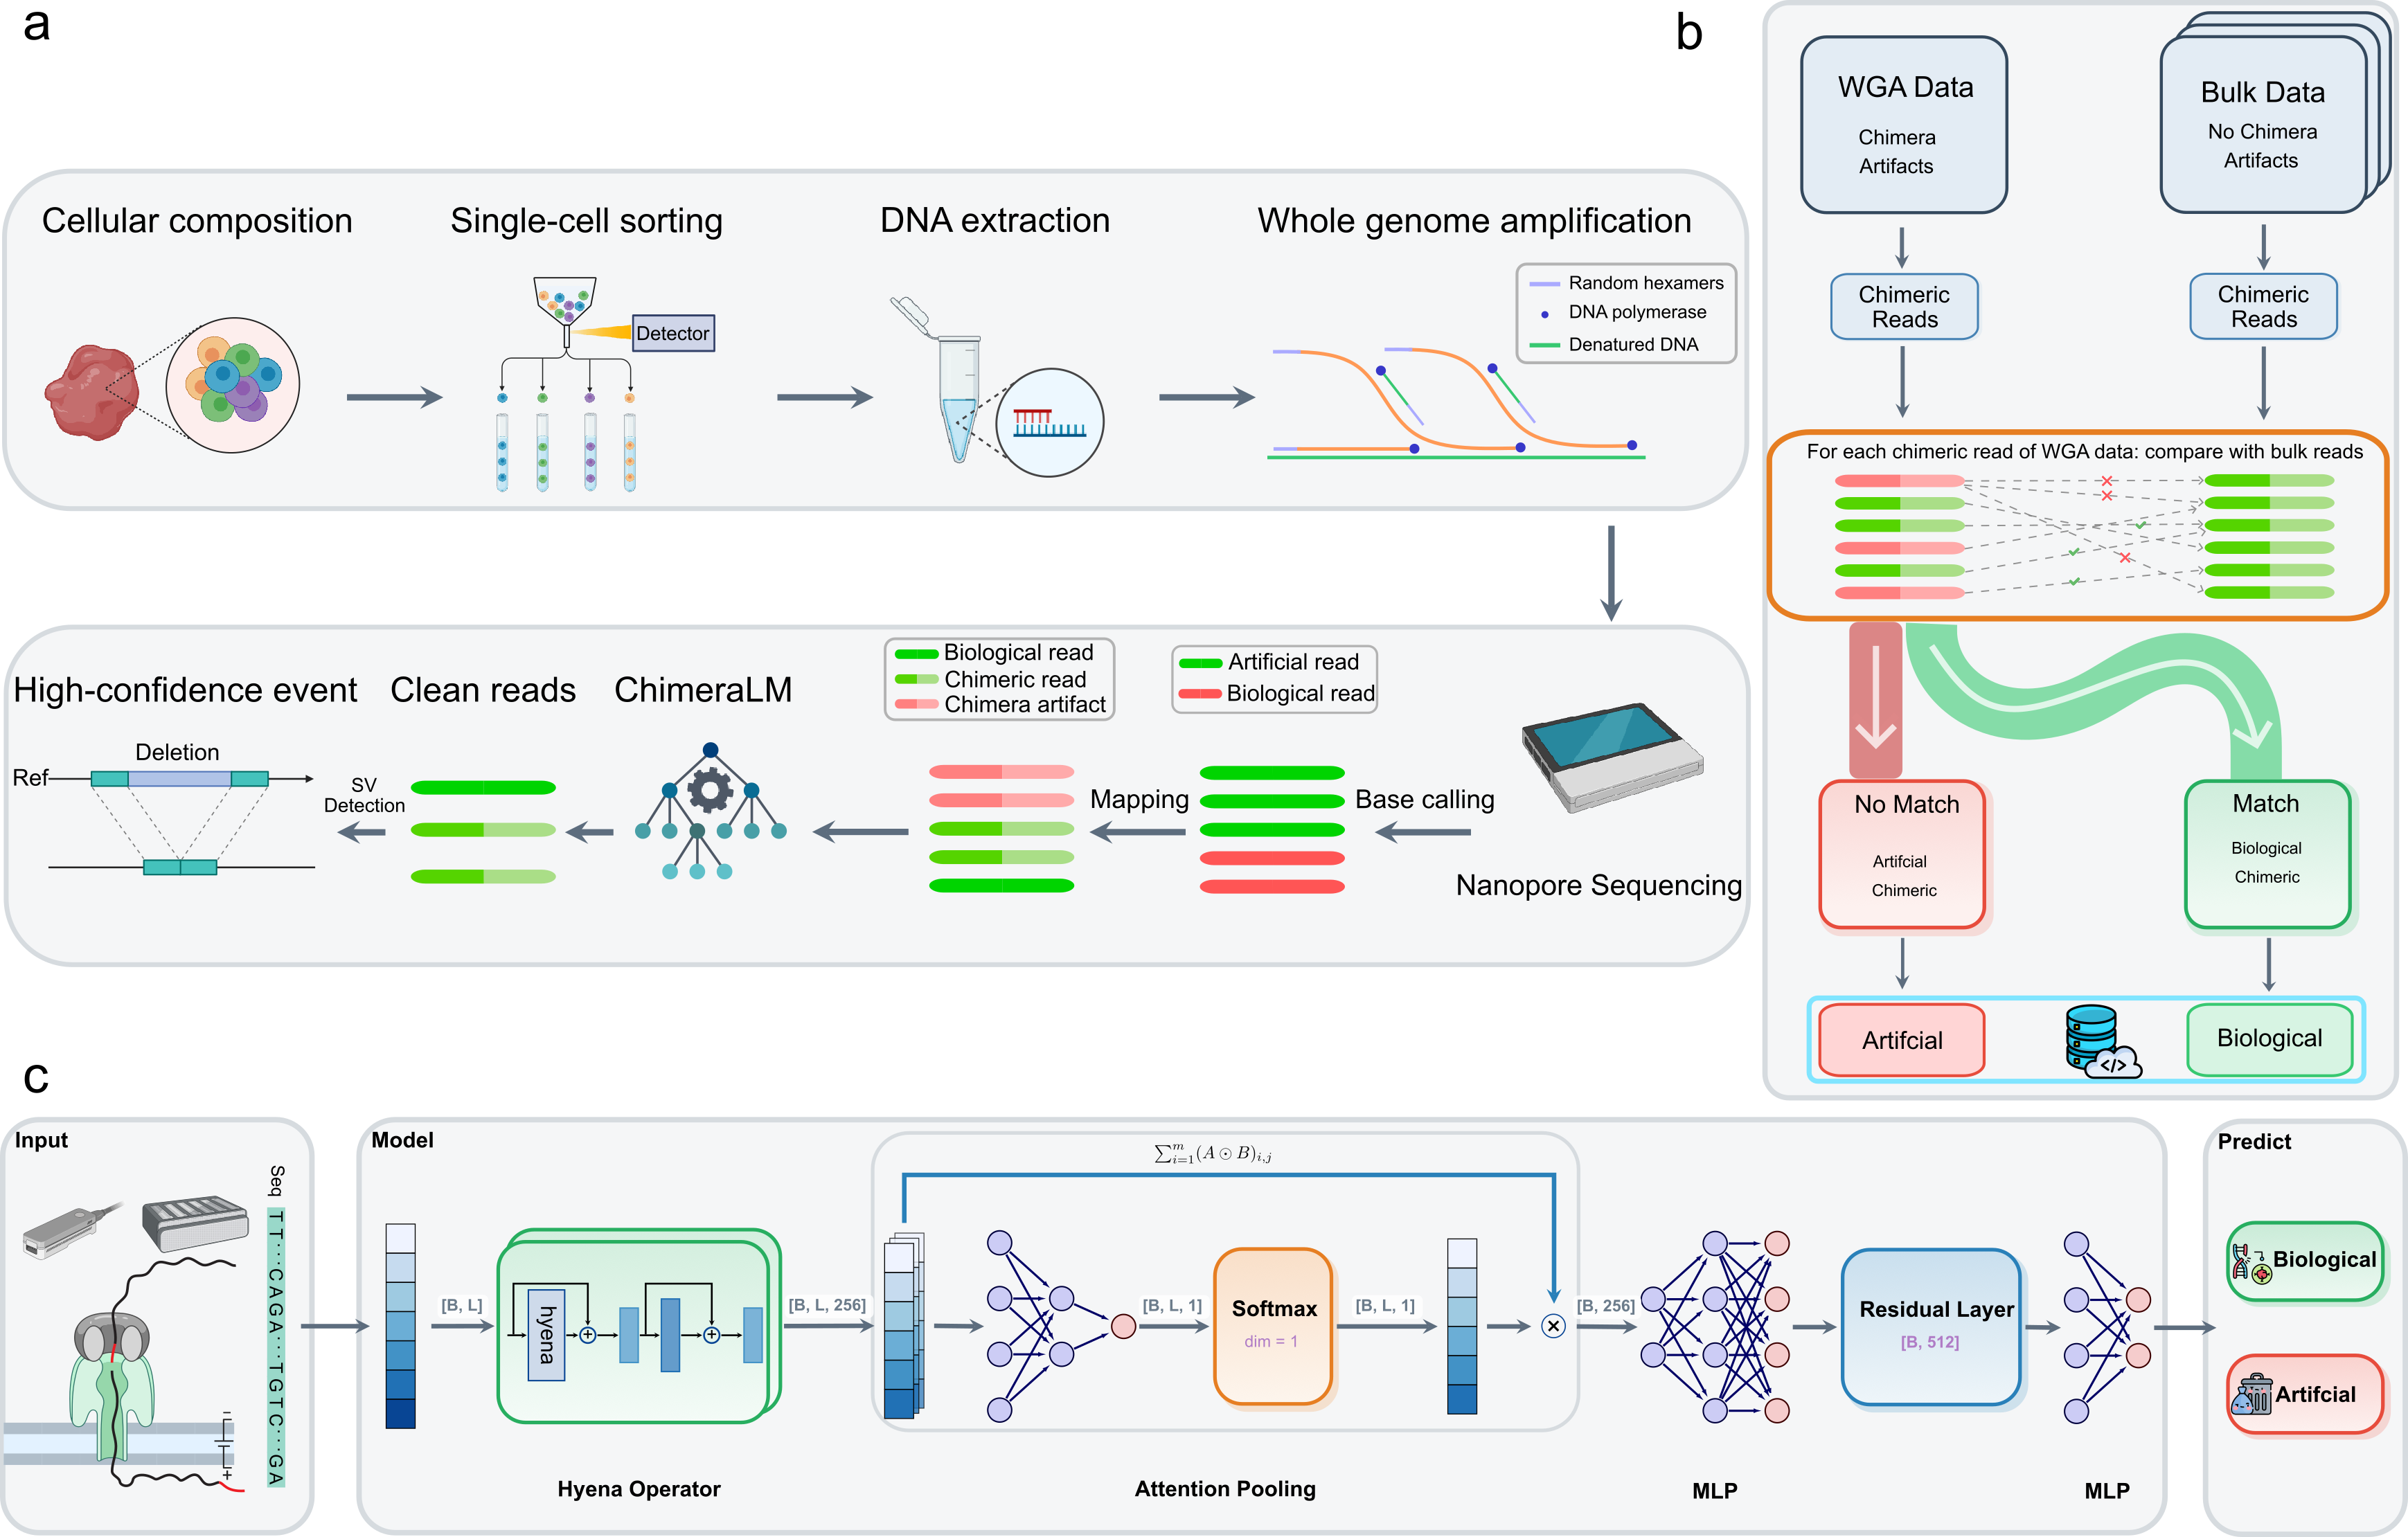 a
Cellular composition
Single-cell sorting
DNA extraction
Whole genome amplification
Detector
Random hexamers
DNA polymerase
Denatured DNA
High-confidence event
Clean reads
ChimeraLM
Biological read
Chimeric read
Chimera artifact
Artificial read
Biological read
Deletion
Ref
SV
Detection
Mapping
Base calling
Nanopore Sequencing
b
WGA Data
Chimera
Artifacts
Bulk Data
No Chimera
Artifacts
Chimeric
Reads
Chimeric
Reads
For each chimeric read of WGA data: compare with bulk reads
No Match
Artifcial
Chimeric
Match
Biological
Chimeric
Artifcial
</>
Biological
c
Input
Seq
TT···CAGA···TGTC···GA
−
+
Model
[B, L]
hyena
+
+
Hyena Operator
[B, L, 256]
$\sum_{i=1}^{m}(A \odot B)_{i,j}$
[B, L, 1]
Softmax
dim = 1
[B, L, 1]
×
Attention Pooling
[B, 256]
MLP
Residual Layer
[B, 512]
MLP
Predict
Biological
Artifcial